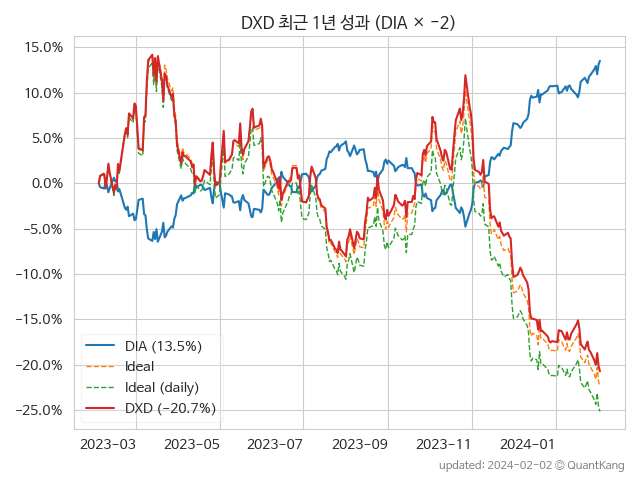 DXD 최근 1년 성과 (DIA × −2)
15.0%
10.0%
5.0%
0.0%
−5.0%
−10.0%
−15.0%
−20.0%
−25.0%
DIA (13.5%)
Ideal
Ideal (daily)
DXD (−20.7%)
2023-03
2023-05
2023-07
2023-09
2023-11
2024-01
updated: 2024-02-02 © QuantKang